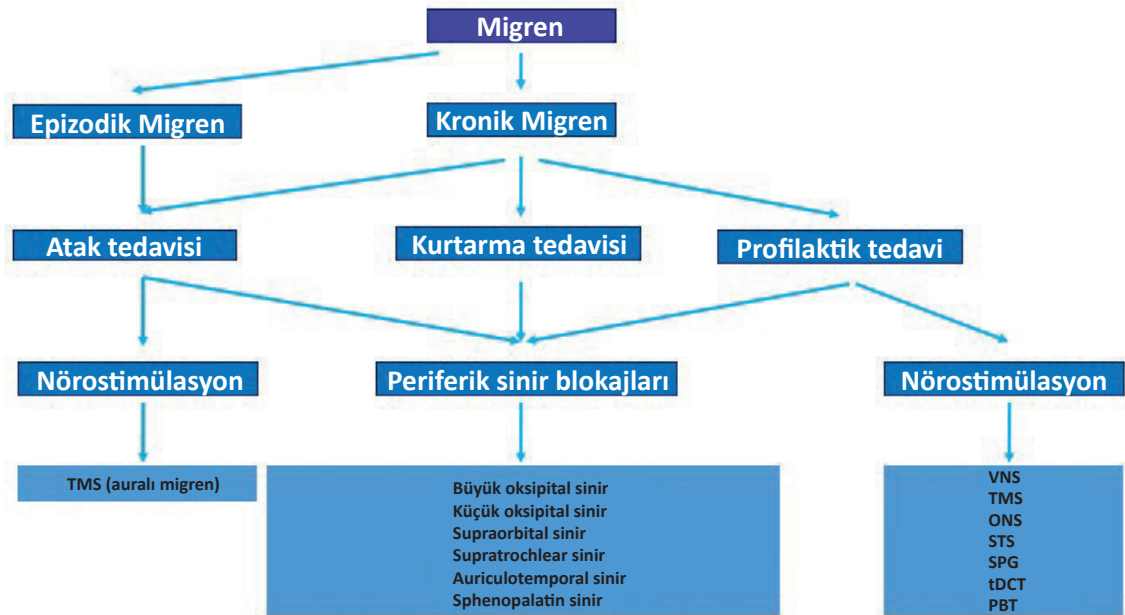 Migren
Epizodik Migren
Kronik Migren
Atak tedavisi
Kurtarma tedavisi
Profilaktik tedavi
Nörostimülasyon
Periferik sinir blokajları
Nörostimülasyon
TMS (auralı migren)
Büyük oksipital sinir
Küçük oksipital sinir
Supraorbital sinir
Supratrochlear sinir
Auriculotemporal sinir
Sphenopalatin sinir
VNS
TMS
ONS
STS
SPG
tDCT
PBT